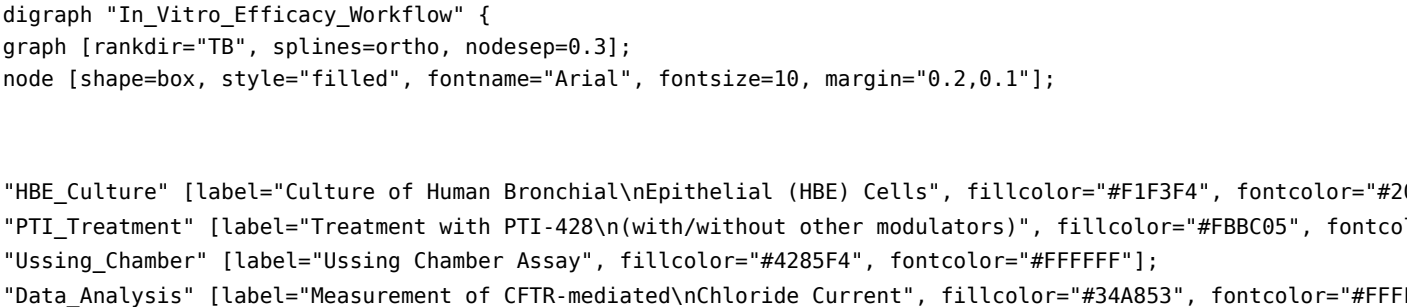 digraph "In_Vitro_Efficacy_Workflow" {
graph [rankdir="TB", splines=ortho, nodesep=0.3];
node [shape=box, style="filled", fontname="Arial", fontsize=10, margin="0.2,0.1"];
"HBE_Culture" [label="Culture of Human Bronchial\nEpithelial (HBE) Cells", fillcolor="#F1F3F4", fontcolor="#20
"PTI_Treatment" [label="Treatment with PTI-428\n(with/without other modulators)", fillcolor="#FBBC05", fontcol
"Ussing_Chamber" [label="Ussing Chamber Assay", fillcolor="#4285F4", fontcolor="#FFFFFF"];
"Data_Analysis" [label="Measurement of CFTR-mediated\nChloride Current", fillcolor="#34A853", fontcolor="#FFF